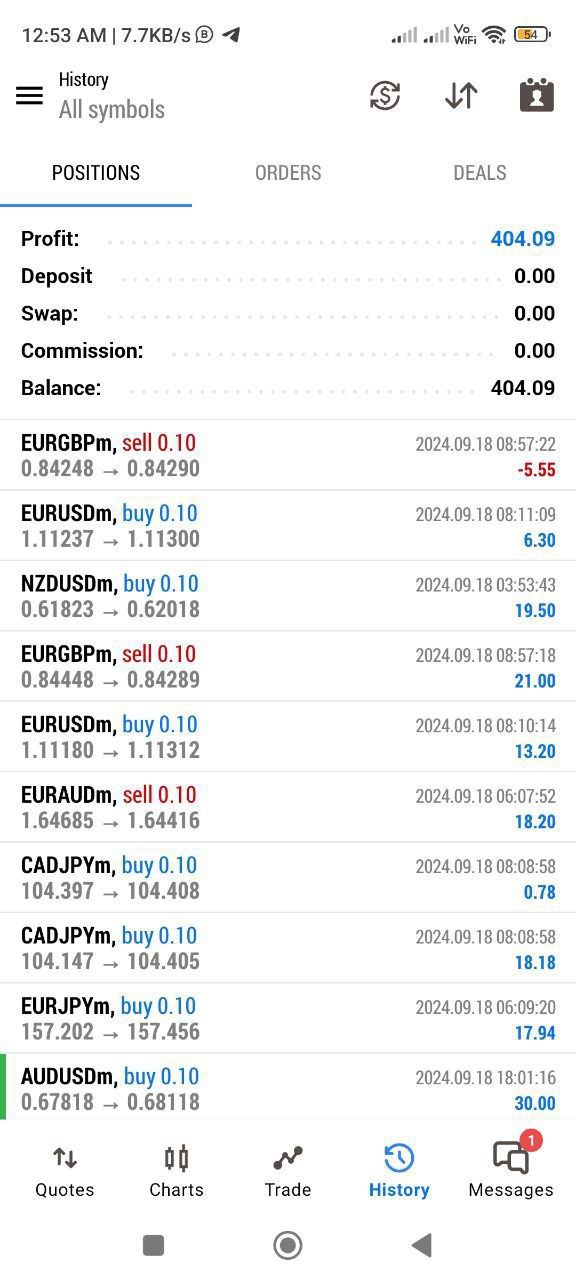 12:53 AM | 7.7KB/s
Vo
WiFi
54
History
All symbols
POSITIONS ORDERS DEALS
Profit: 404.09
Deposit 0.00
Swap: 0.00
Commission: 0.00
Balance: 404.09
EURGBPm, sell 0.10 2024.09.18 08:57:22
0.84248 → 0.84290 -5.55
EURUSDm, buy 0.10 2024.09.18 08:11:09
1.11237 → 1.11300 6.30
NZDUSDm, buy 0.10 2024.09.18 03:53:43
0.61823 → 0.62018 19.50
EURGBPm, sell 0.10 2024.09.18 08:57:18
0.84448 → 0.84289 21.00
EURUSDm, buy 0.10 2024.09.18 08:10:14
1.11180 → 1.11312 13.20
EURAUDm, sell 0.10 2024.09.18 06:07:52
1.64685 → 1.64416 18.20
CADJPYm, buy 0.10 2024.09.18 08:08:58
104.397 → 104.408 0.78
CADJPYm, buy 0.10 2024.09.18 08:08:58
104.147 → 104.405 18.18
EURJPYm, buy 0.10 2024.09.18 06:09:20
157.202 → 157.456 17.94
AUDUSDm, buy 0.10 2024.09.18 18:01:16
0.67818 → 0.68118 30.00
1
Quotes Charts Trade History Messages